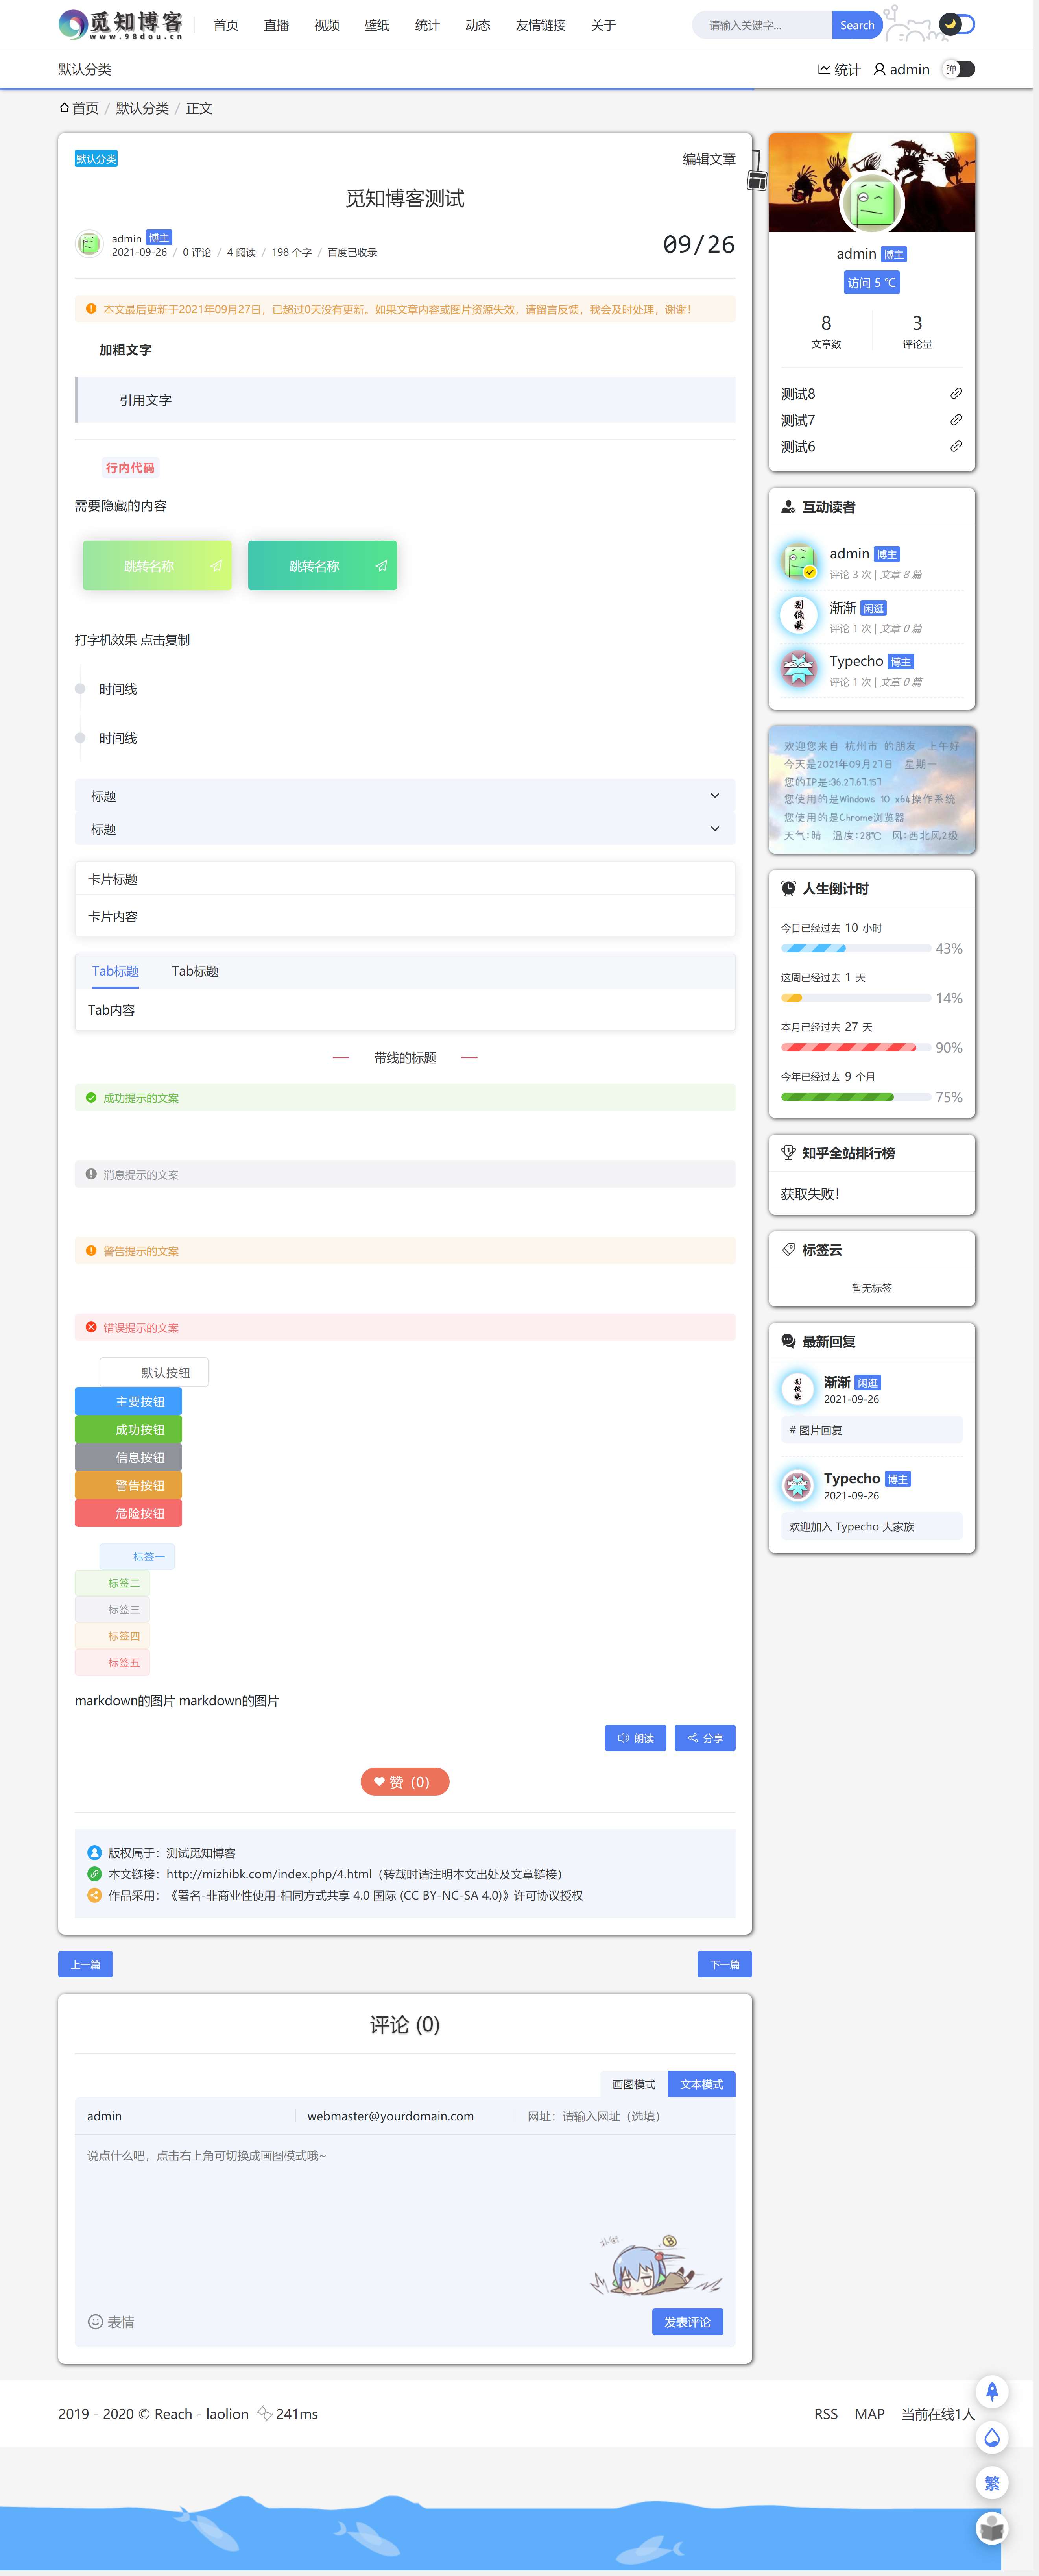 觅知博客
www.98dou.cn
首页 直播 视频 壁纸 统计 动态 友情链接 关于
请输入关键字...
Search
默认分类
统计 admin 弹
首页 / 默认分类 / 正文
默认分类
编辑文章
觅知博客测试
admin 博主
2021-09-26 / 0 评论 / 4 阅读 / 198 个字 / 百度已收录
09/26
本文最后更新于2021年09月27日，已超过0天没有更新。如果文章内容或图片资源失效，请留言反馈，我会及时处理，谢谢！
加粗文字
引用文字
行内代码
需要隐藏的内容
跳转名称
跳转名称
打字机效果 点击复制
时间线
时间线
标题
标题
卡片标题
卡片内容
Tab标题 Tab标题
Tab内容
带线的标题
成功提示的文案
消息提示的文案
警告提示的文案
错误提示的文案
默认按钮
主要按钮
成功按钮
信息按钮
警告按钮
危险按钮
标签一
标签二
标签三
标签四
标签五
markdown的图片 markdown的图片
朗读 分享
赞（0）
版权属于：测试觅知博客
本文链接：http://mizhibk.com/index.php/4.html（转载时请注明本文出处及文章链接）
作品采用：《署名-非商业性使用-相同方式共享 4.0 国际 (CC BY-NC-SA 4.0)》许可协议授权
上一篇
下一篇
评论 (0)
画图模式 文本模式
admin
webmaster@yourdomain.com
网址：请输入网址（选填）
说点什么吧，点击右上角可切换成画图模式哦~
表情
发表评论
admin 博主
访问 5 ℃
8
文章数
3
评论量
测试8
测试7
测试6
互动读者
admin 博主
评论 3 次 | 文章 8 篇
渐渐 闲逛
评论 1 次 | 文章 0 篇
Typecho 博主
评论 1 次 | 文章 0 篇
欢迎您来自 杭州市 的朋友 上午好
今天是2021年09月27日 星期一
您的IP是:36.27.67.157
您使用的是Windows 10 x64操作系统
您使用的是Chrome浏览器
天气:晴 温度:28℃ 风:西北风2级
人生倒计时
今日已经过去 10 小时
43%
这周已经过去 1 天
14%
本月已经过去 27 天
90%
今年已经过去 9 个月
75%
知乎全站排行榜
获取失败！
标签云
暂无标签
最新回复
渐渐 闲逛
2021-09-26
# 图片回复
Typecho 博主
2021-09-26
欢迎加入 Typecho 大家族
2019 - 2020 © Reach - laolion 241ms
RSS MAP 当前在线1人
繁